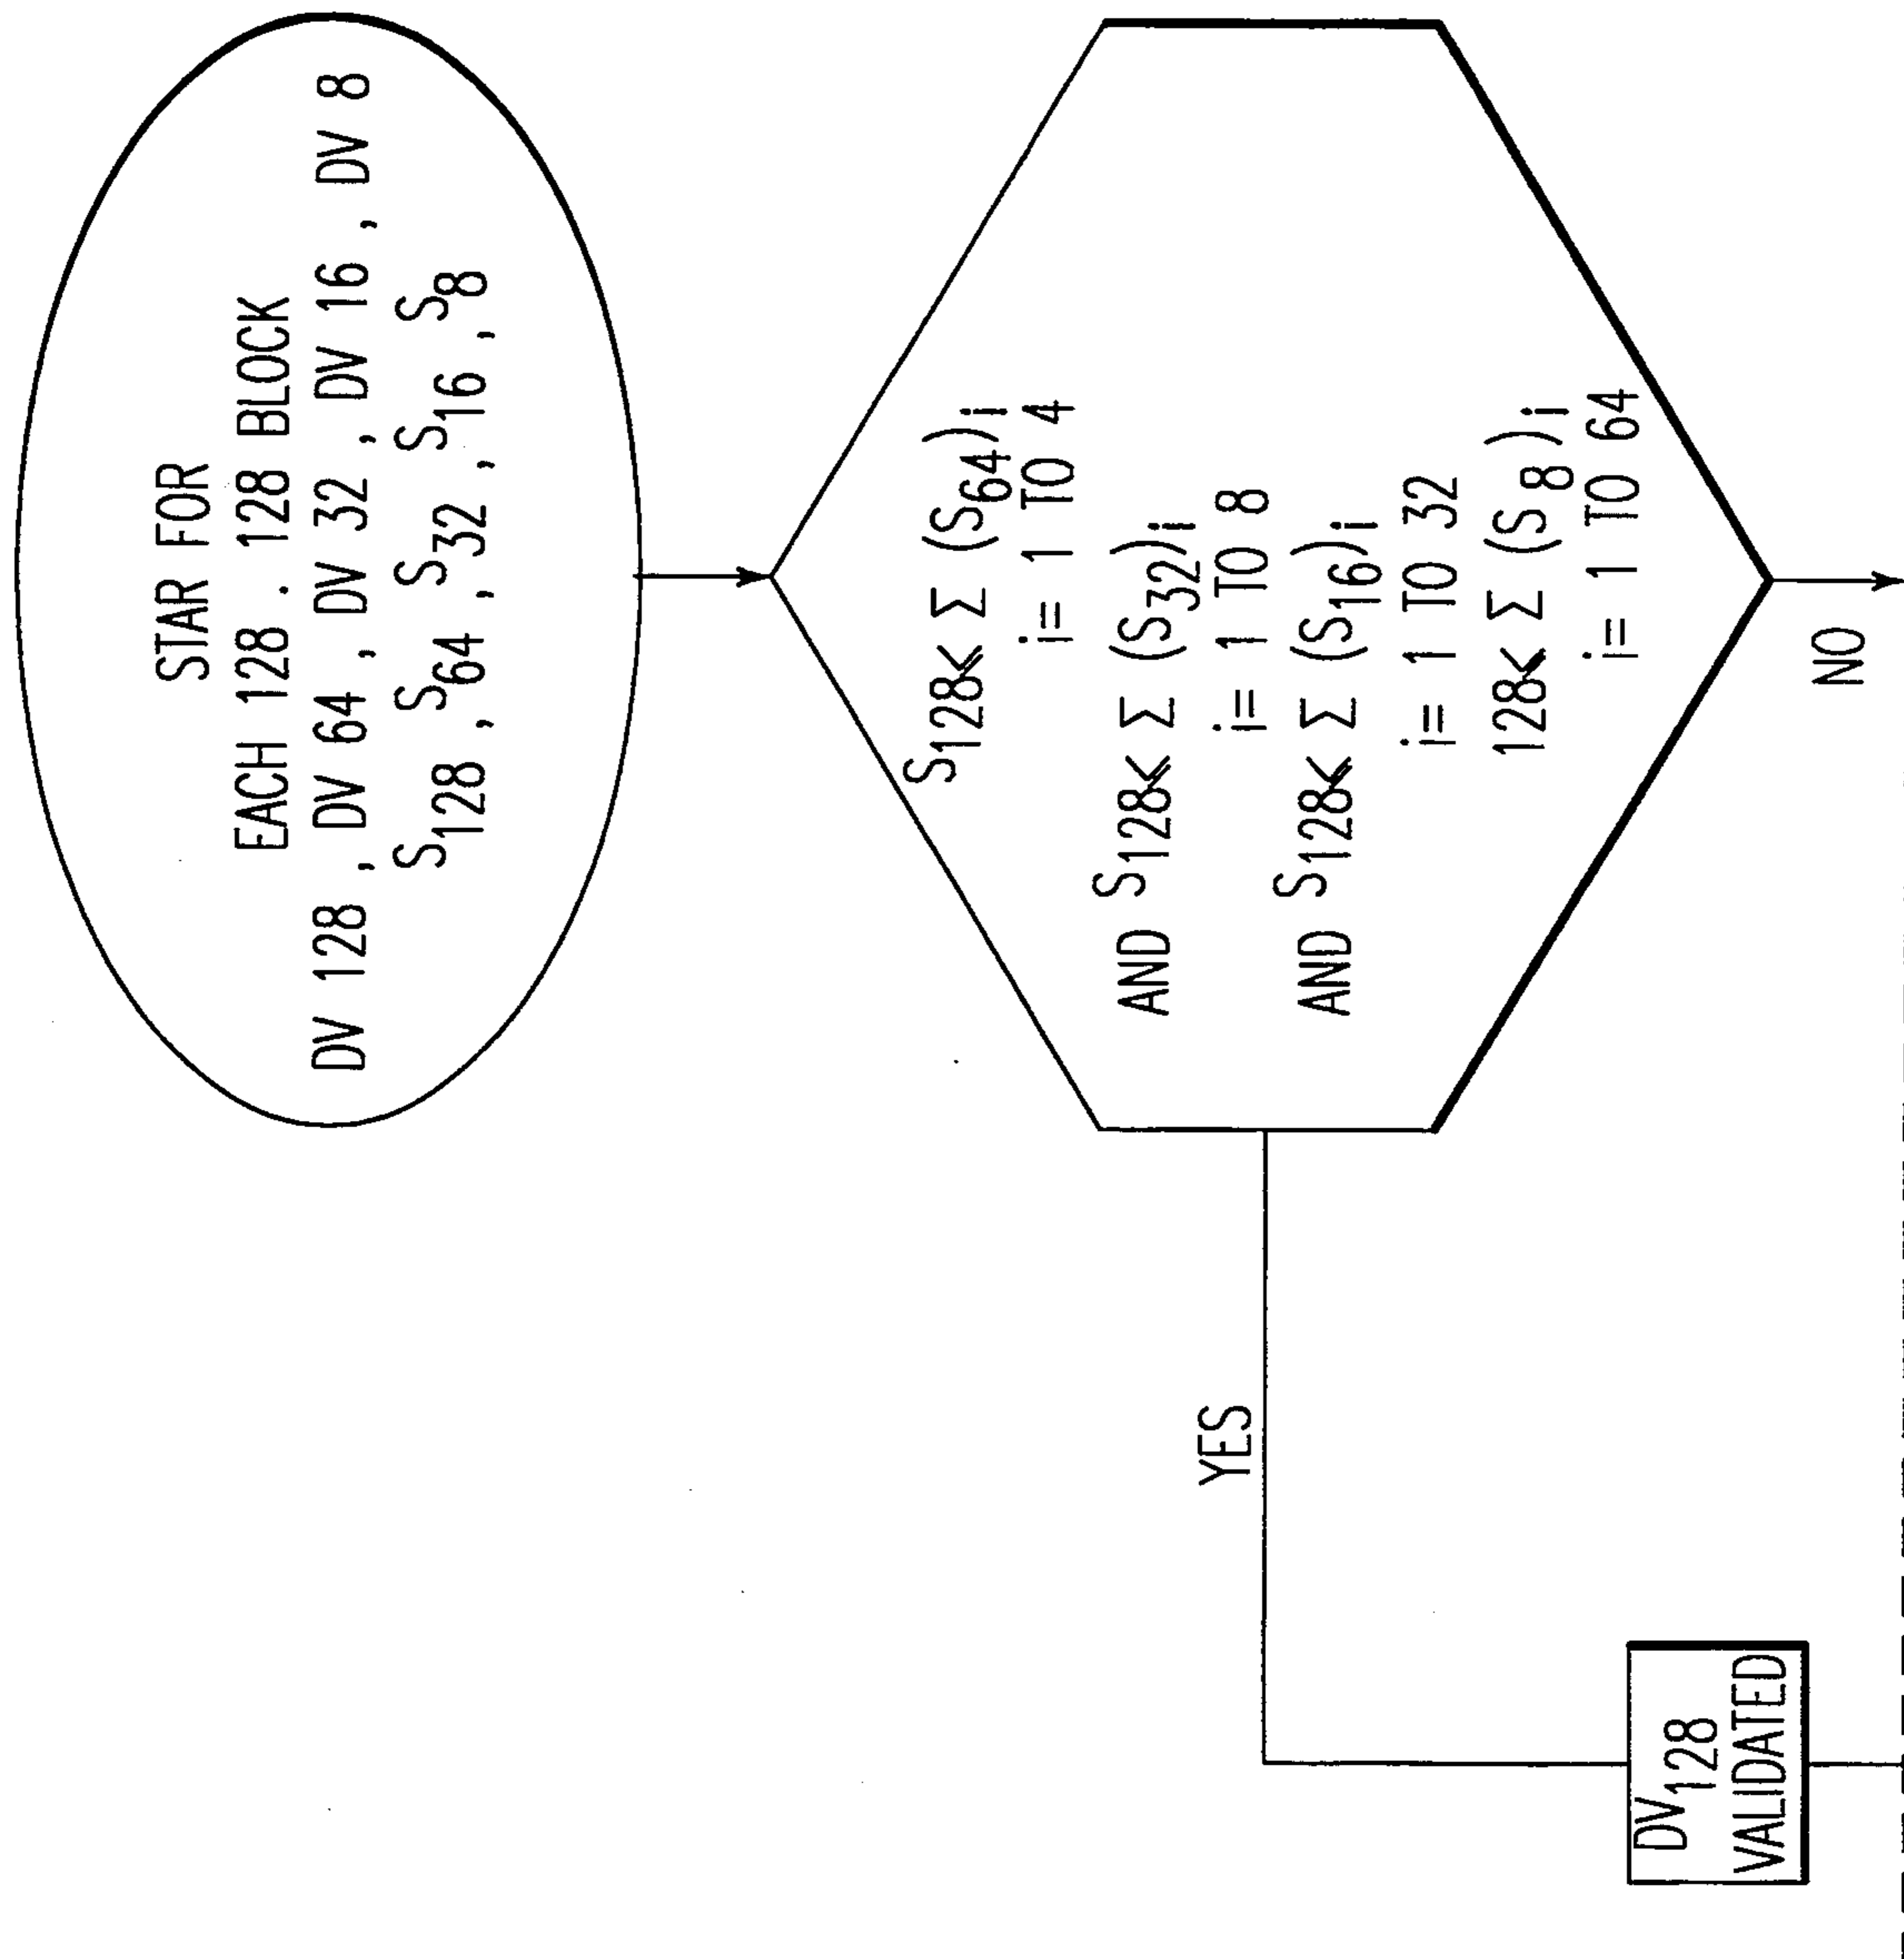 STAR FOR
EACH 128 . 128 BLOCK
DV 128 , DV 64 , DV 32 , DV 16 , DV 8
S128 , S64 , S32 , S16 , S8
S128< Σ (S64)i
i= 1 TO 4
AND S128< Σ (S32)i
i= 1 TO 8
AND S128< Σ (S16)i
i= 1 TO 32
128< Σ (S8)i
i= 1 TO 64
YES
NO
DV128
VALIDATED